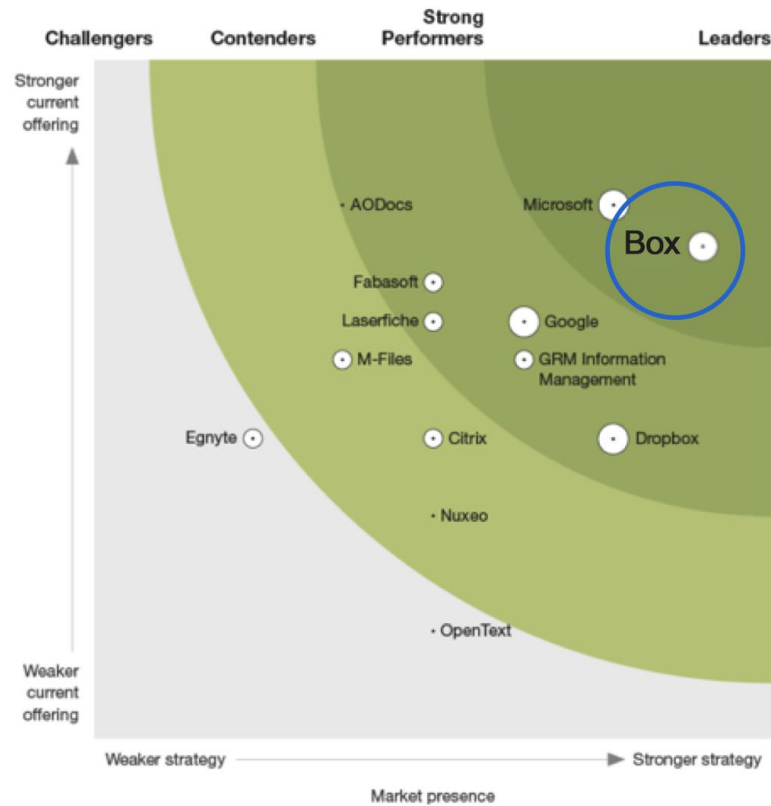 Challengers
Contenders
Strong
Performers
Leaders
Stronger
current
offering
AODocs
Microsoft
Box
Fabasoft
Laserfiche
Google
M-Files
GRM Information
Management
Egnyte
Citrix
Dropbox
Nuxeo
OpenText
Weaker
current
offering
Weaker strategy
Stronger strategy
Market presence